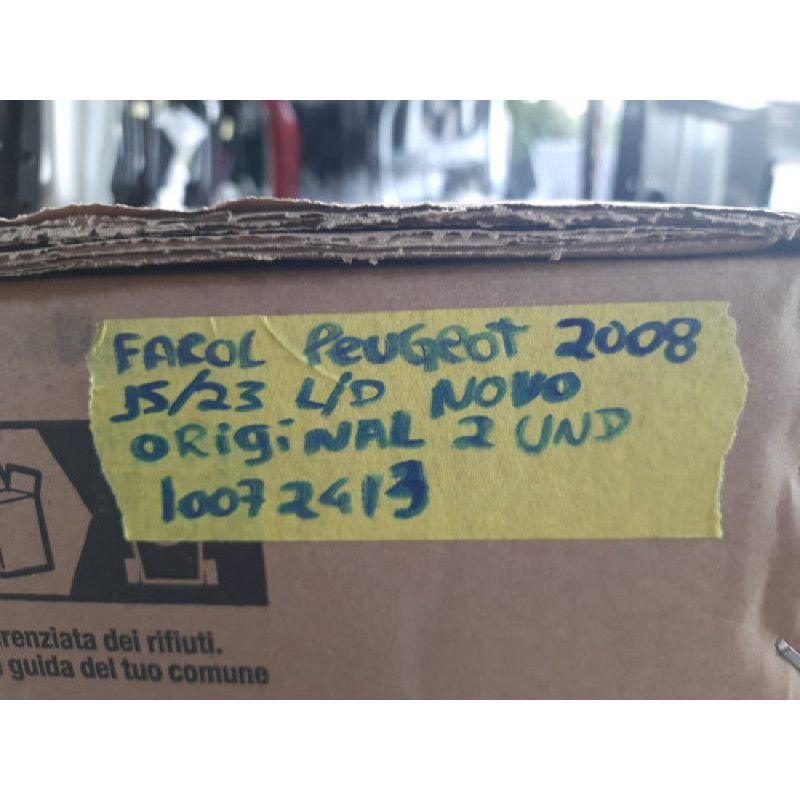 FAROL PEUGEOT 2008
15/23 L/D NOVO
ORIGINAL 2 UND
10072413
renziata dei rifiuti.
guida del tuo comune